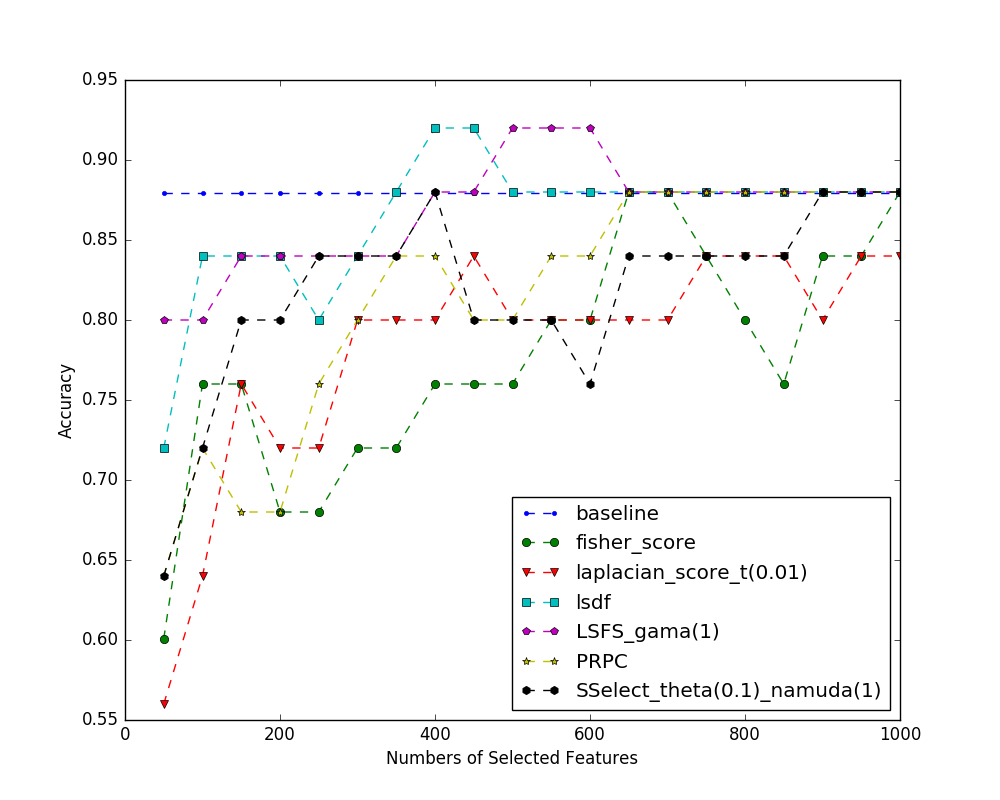 0.95
0.90
0.85
0.80
0.75
0.70
0.65
0.60
0.55
Accuracy
0 200 400 600 800 1000
Numbers of Selected Features
baseline
fisher_score
laplacian_score_t(0.01)
lsdf
LSFS_gama(1)
PRPC
SSelect_theta(0.1)_namuda(1)